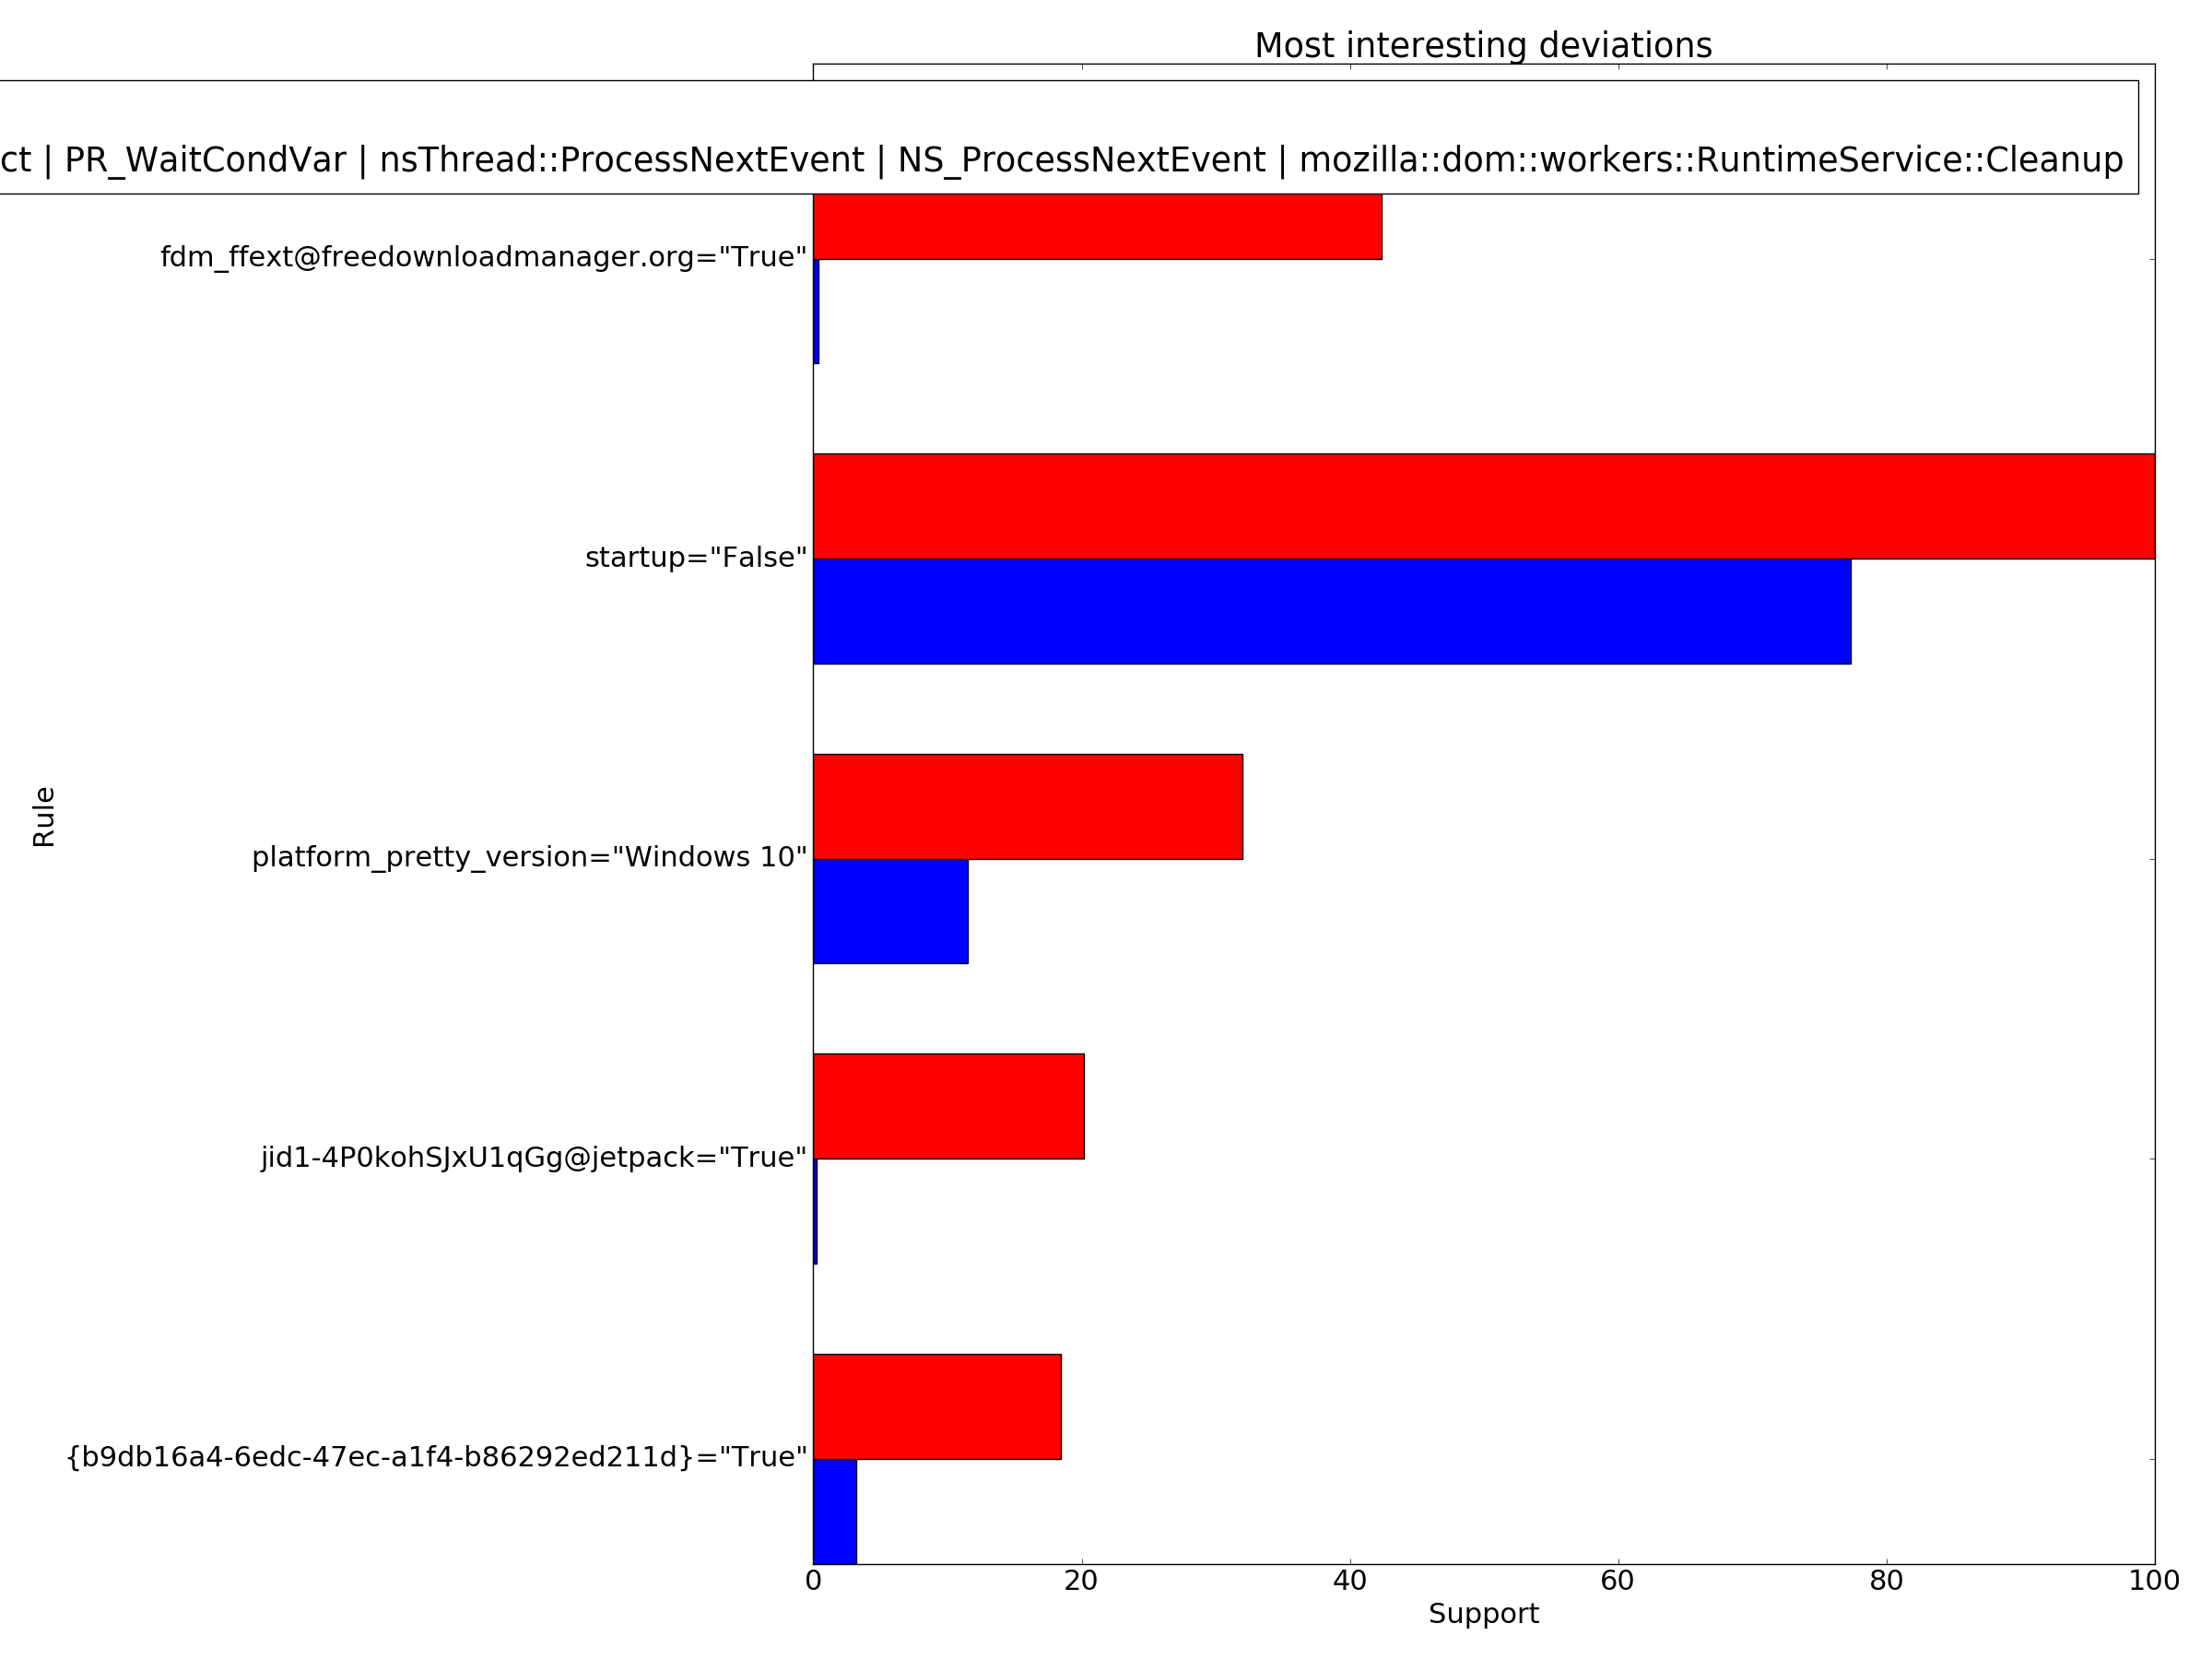 Most interesting deviations
ct | PR_WaitCondVar | nsThread::ProcessNextEvent | NS_ProcessNextEvent | mozilla::dom::workers::RuntimeService::Cleanup
fdm_ffext@freedownloadmanager.org="True"
startup="False"
platform_pretty_version="Windows 10"
jid1-4P0kohSJxU1qGg@jetpack="True"
{b9db16a4-6edc-47ec-a1f4-b86292ed211d}="True"
Rule
0 20 40 60 80 100
Support